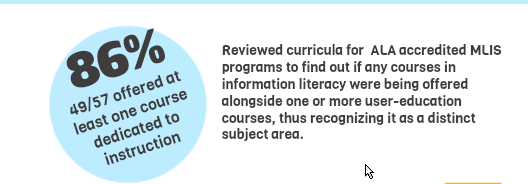 86%
49/57 offered at
least one course
dedicated to
instruction
Reviewed curricula for  ALA accredited MLIS
programs to find out if any courses in
information literacy were being offered
alongside one or more user-education
courses, thus recognizing it as a distinct
subject area.